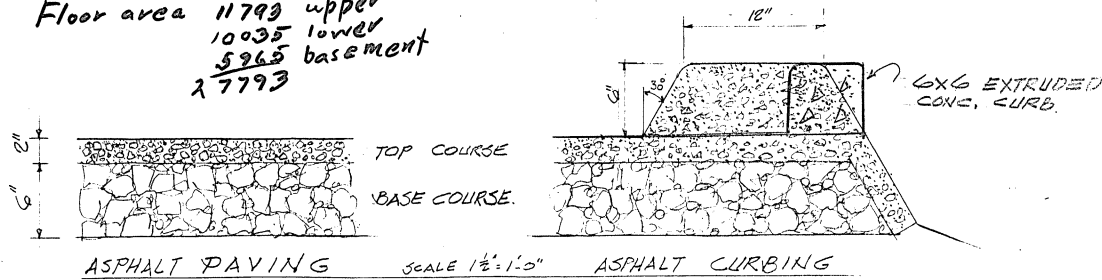 Floor area 11793 upper
10035 lower
5965 basement
27793
12"
6"
30°
6X6 EXTRUDED
CONC. CURB.
2"
TOP COURSE
6"
BASE COURSE.
ASPHALT PAVING
SCALE 1½"=1'-0"
ASPHALT CURBING